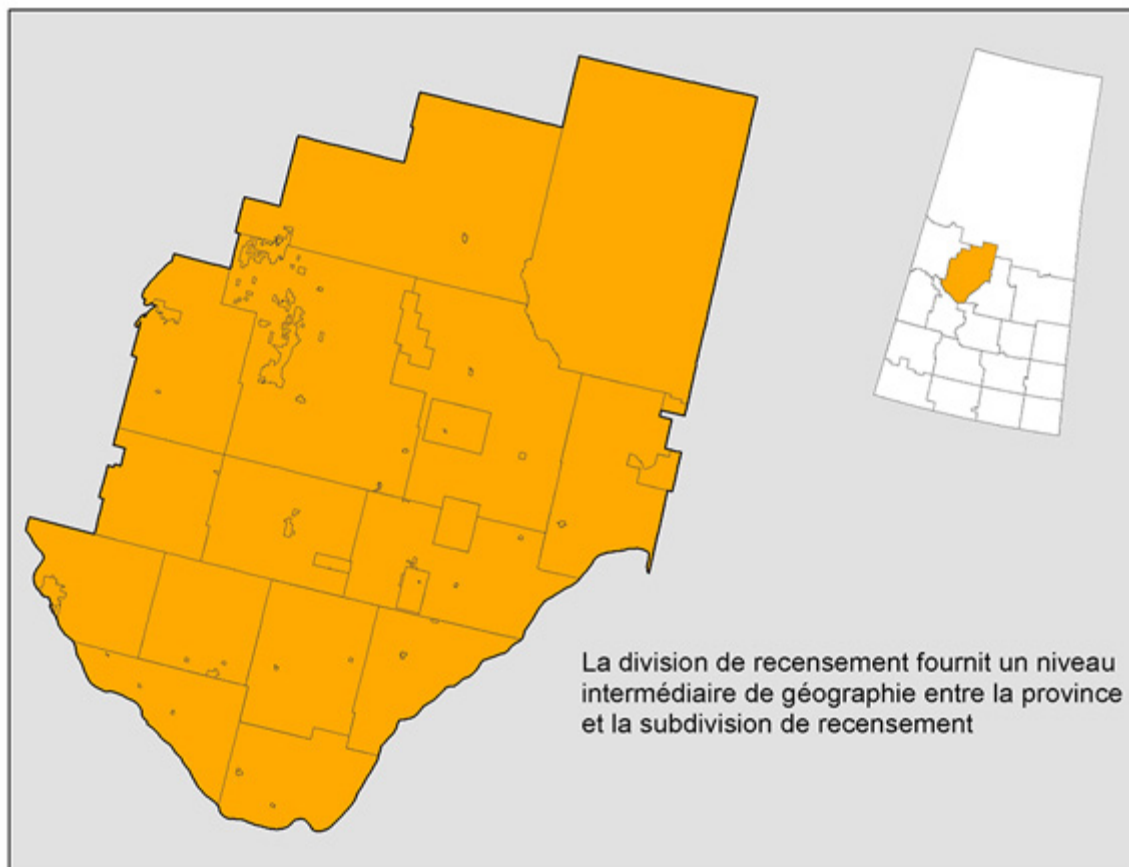 La division de recensement fournit un niveau
intermédiaire de géographie entre la province
et la subdivision de recensement